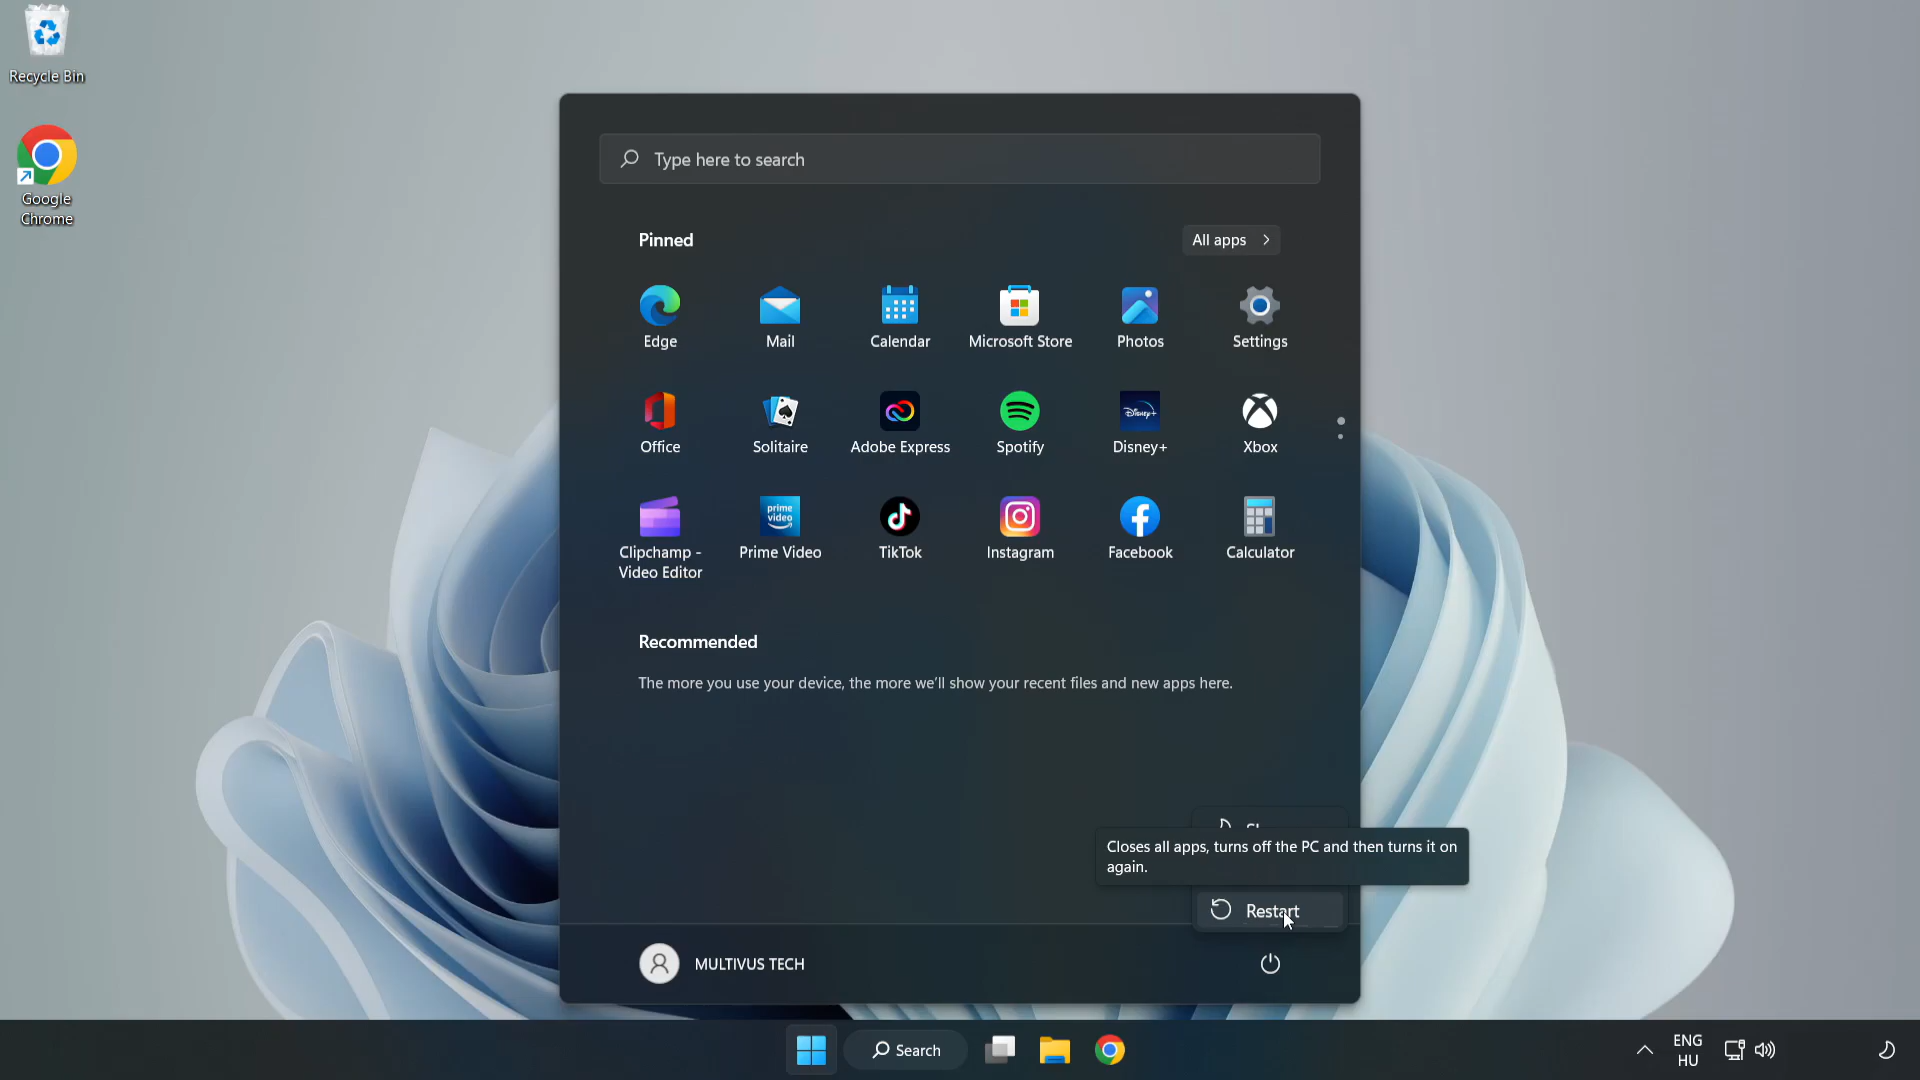 Recycle Bin
Google
Chrome
Type here to search
Pinned
All apps
Edge
Mail
Calendar
Microsoft Store
Photos
Settings
Office
Solitaire
Adobe Express
Disney+
Spotify
Disney+
Xbox
Clipchamp -
Video Editor
prime
video
Prime Video
TikTok
Instagram
Facebook
Calculator
Recommended
The more you use your device, the more we'll show your recent files and new apps here.
Closes all apps, turns off the PC and then turns it on
again.
Restart
MULTIVUS TECH
Search
ENG
HU